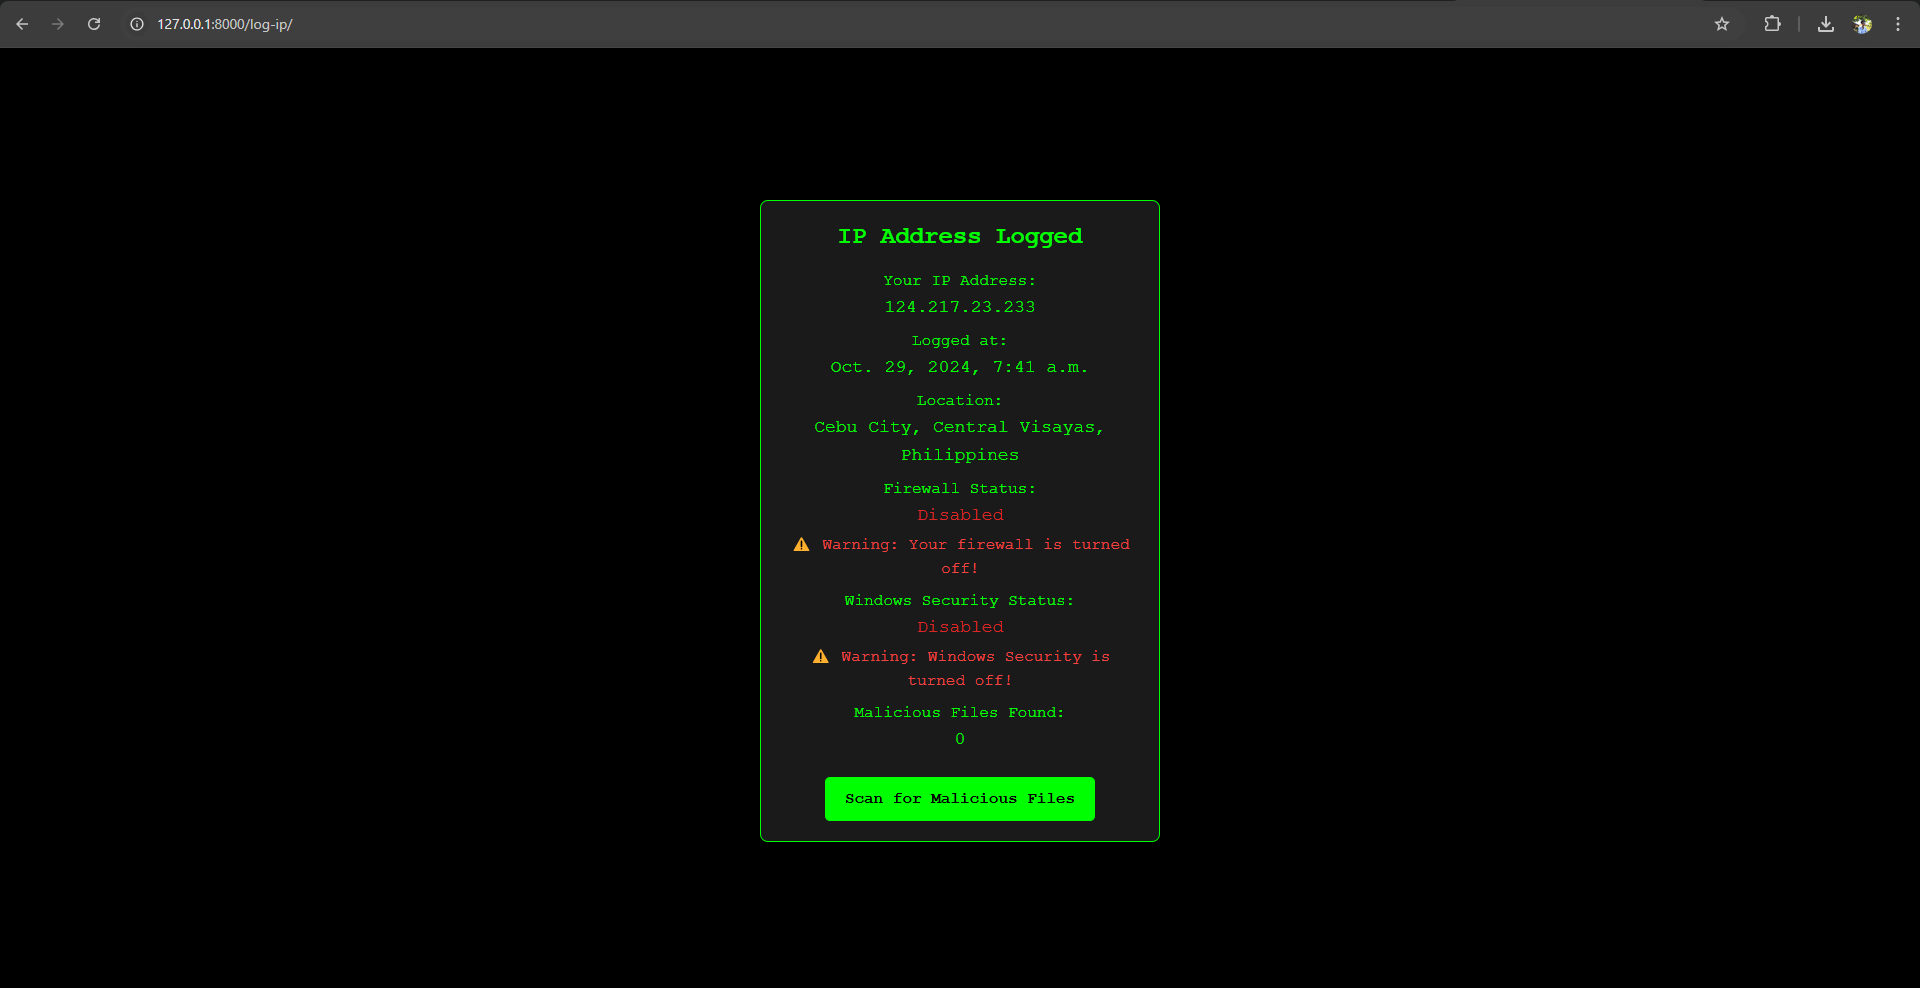 127.0.0.1:8000/log-ip/
IP Address Logged
Your IP Address:
124.217.23.233
Logged at:
Oct. 29, 2024, 7:41 a.m.
Location:
Cebu City, Central Visayas,
Philippines
Firewall Status:
Disabled
⚠ Warning: Your firewall is turned
off!
Windows Security Status:
Disabled
⚠ Warning: Windows Security is
turned off!
Malicious Files Found:
0
Scan for Malicious Files